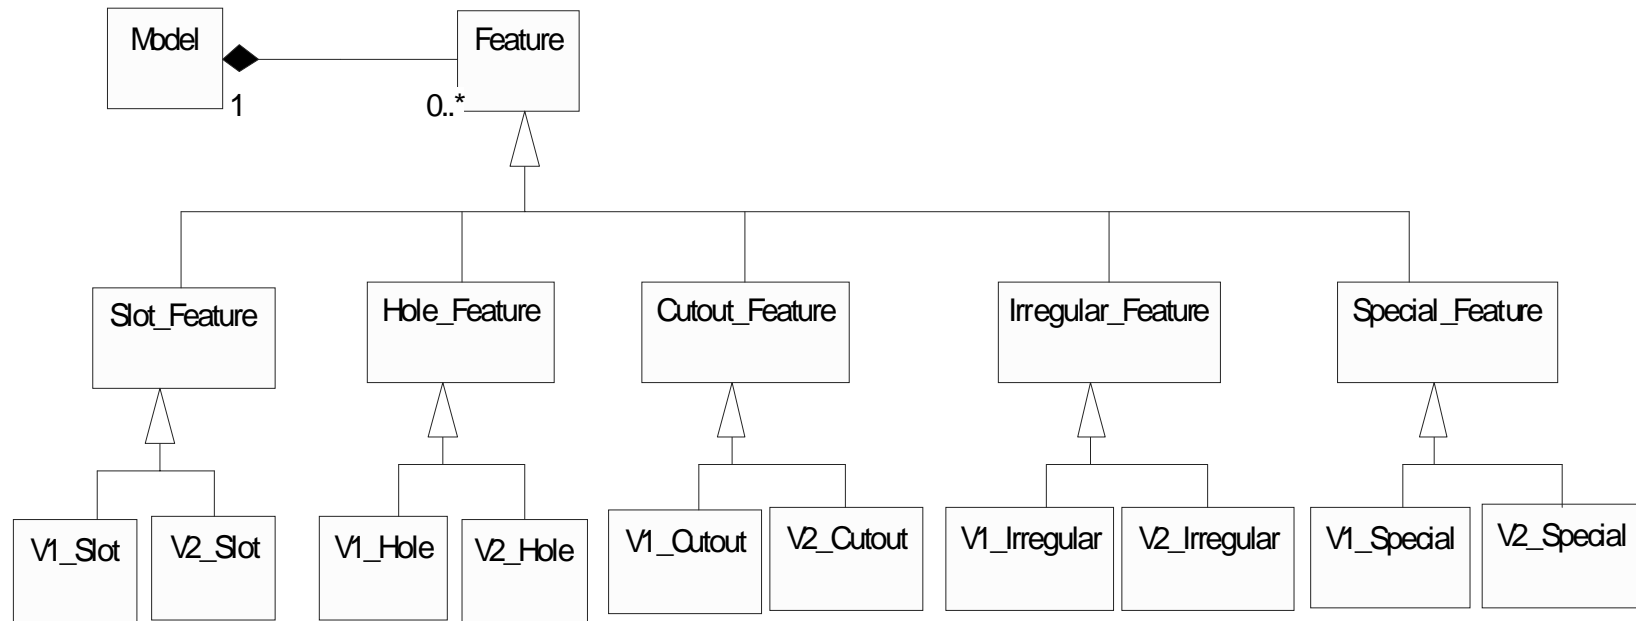 Model
Feature
1
0..*
Slot_Feature
Hole_Feature
Cutout_Feature
Irregular_Feature
Special_Feature
V1_Slot
V2_Slot
V1_Hole
V2_Hole
V1_Cutout
V2_Cutout
V1_Irregular
V2_Irregular
V1_Special
V2_Special